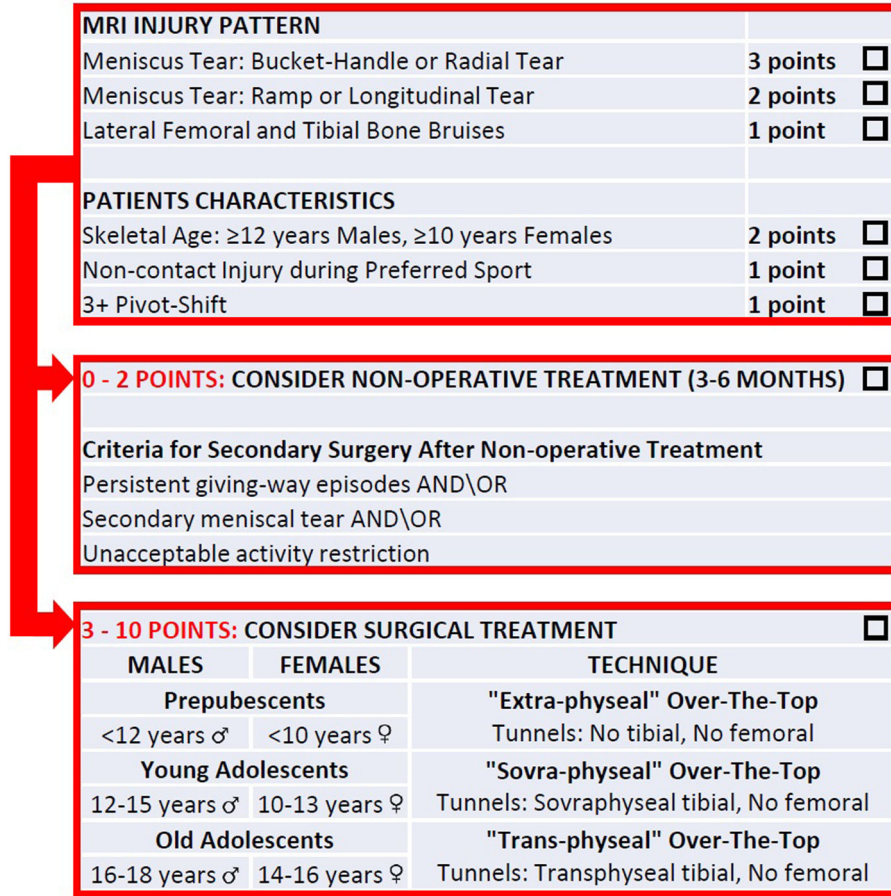 MRI INJURY PATTERN
Meniscus Tear: Bucket-Handle or Radial Tear 3 points
Meniscus Tear: Ramp or Longitudinal Tear 2 points
Lateral Femoral and Tibial Bone Bruises 1 point
PATIENTS CHARACTERISTICS
Skeletal Age: ≥12 years Males, ≥10 years Females 2 points
Non-contact Injury during Preferred Sport 1 point
3+ Pivot-Shift 1 point
0 - 2 POINTS: CONSIDER NON-OPERATIVE TREATMENT (3-6 MONTHS)
Criteria for Secondary Surgery After Non-operative Treatment
Persistent giving-way episodes AND\OR
Secondary meniscal tear AND\OR
Unacceptable activity restriction
3 - 10 POINTS: CONSIDER SURGICAL TREATMENT
MALES FEMALES TECHNIQUE
Prepubescents "Extra-physeal" Over-The-Top
<12 years ♂ <10 years ♀ Tunnels: No tibial, No femoral
Young Adolescents "Sovra-physeal" Over-The-Top
12-15 years ♂ 10-13 years ♀ Tunnels: Sovraphyseal tibial, No femoral
Old Adolescents "Trans-physeal" Over-The-Top
16-18 years ♂ 14-16 years ♀ Tunnels: Transphyseal tibial, No femoral